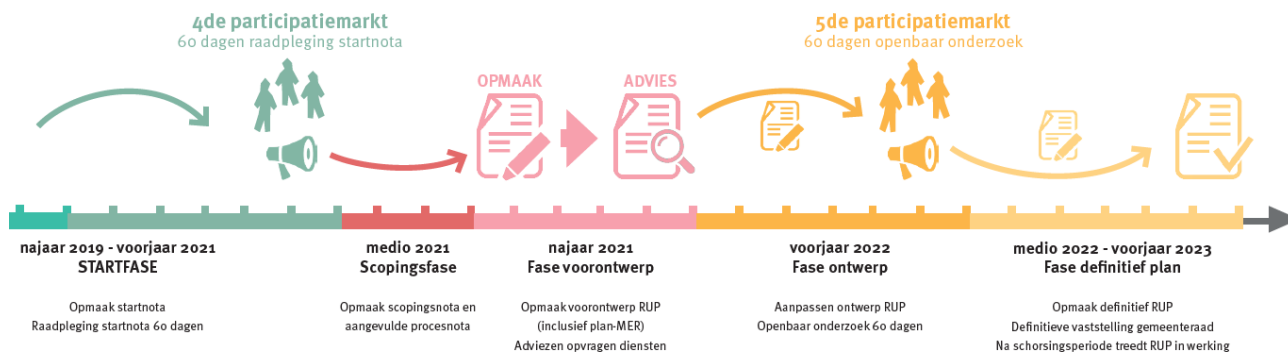 4de participatiemarkt
60 dagen raadpleging startnota
5de participatiemarkt
60 dagen openbaar onderzoek
OPMAAK
ADVIES
najaar 2019 - voorjaar 2021
STARTFASE
Opmaak startnota
Raadpleging startnota 60 dagen
medio 2021
Scopingsfase
Opmaak scopingsnota en
aangevulde procesnota
najaar 2021
Fase voorontwerp
Opmaak voorontwerp RUP
(inclusief plan-MER)
Adviezen opvragen diensten
voorjaar 2022
Fase ontwerp
Aanpassen ontwerp RUP
Openbaar onderzoek 60 dagen
medio 2022 - voorjaar 2023
Fase definitief plan
Opmaak definitief RUP
Definitieve vaststelling gemeenteraad
Na schorsingsperiode treedt RUP in werking